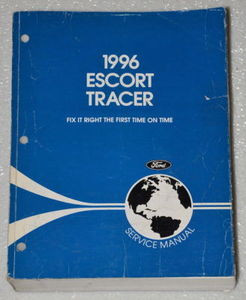 1996
ESCORT
TRACER
FIX IT RIGHT THE FIRST TIME ON TIME
Ford
SERVICE MANUAL